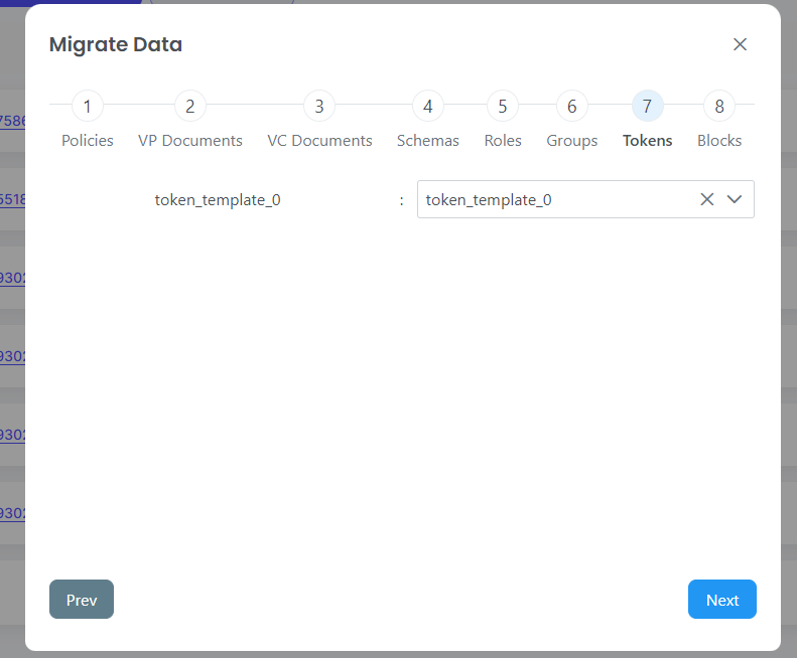 Migrate Data
1 2 3 4 5 6 7 8
Policies VP Documents VC Documents Schemas Roles Groups Tokens Blocks
token_template_0 : token_template_0
Prev Next